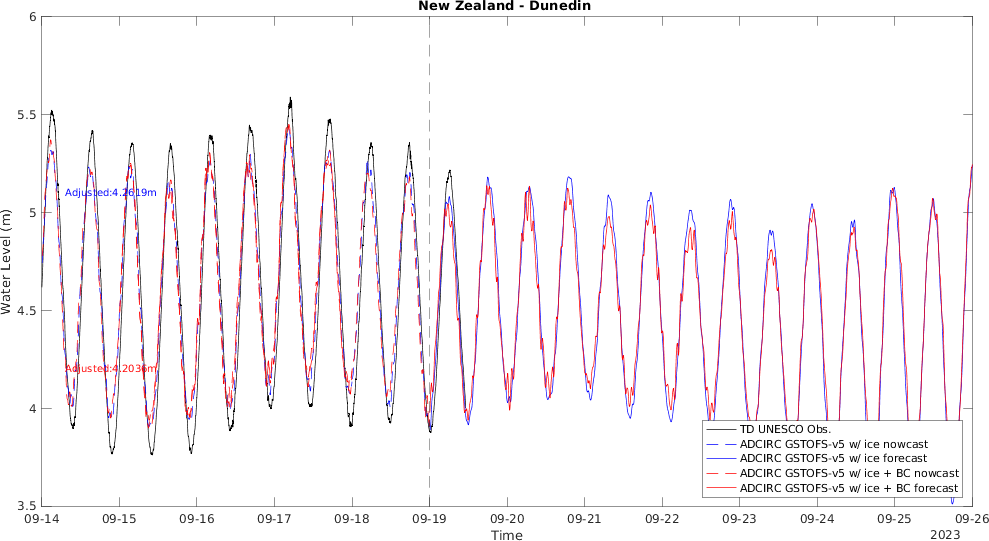 New Zealand - Dunedin
6
5.5
5
4.5
4
3.5
Water Level (m)
Adjusted:4.2619m
Adjusted:4.2036m
TD UNESCO Obs.
ADCIRC GSTOFS-v5 w/ ice nowcast
ADCIRC GSTOFS-v5 w/ ice forecast
ADCIRC GSTOFS-v5 w/ ice + BC nowcast
ADCIRC GSTOFS-v5 w/ ice + BC forecast
09-14 09-15 09-16 09-17 09-18 09-19 09-20 09-21 09-22 09-23 09-24 09-25 09-26
Time
2023